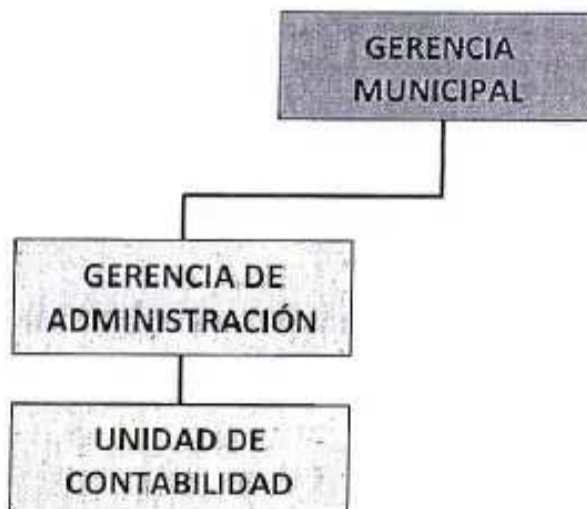 GERENCIA
MUNICIPAL
GERENCIA DE
ADMINISTRACIÓN
UNIDAD DE
CONTABILIDAD